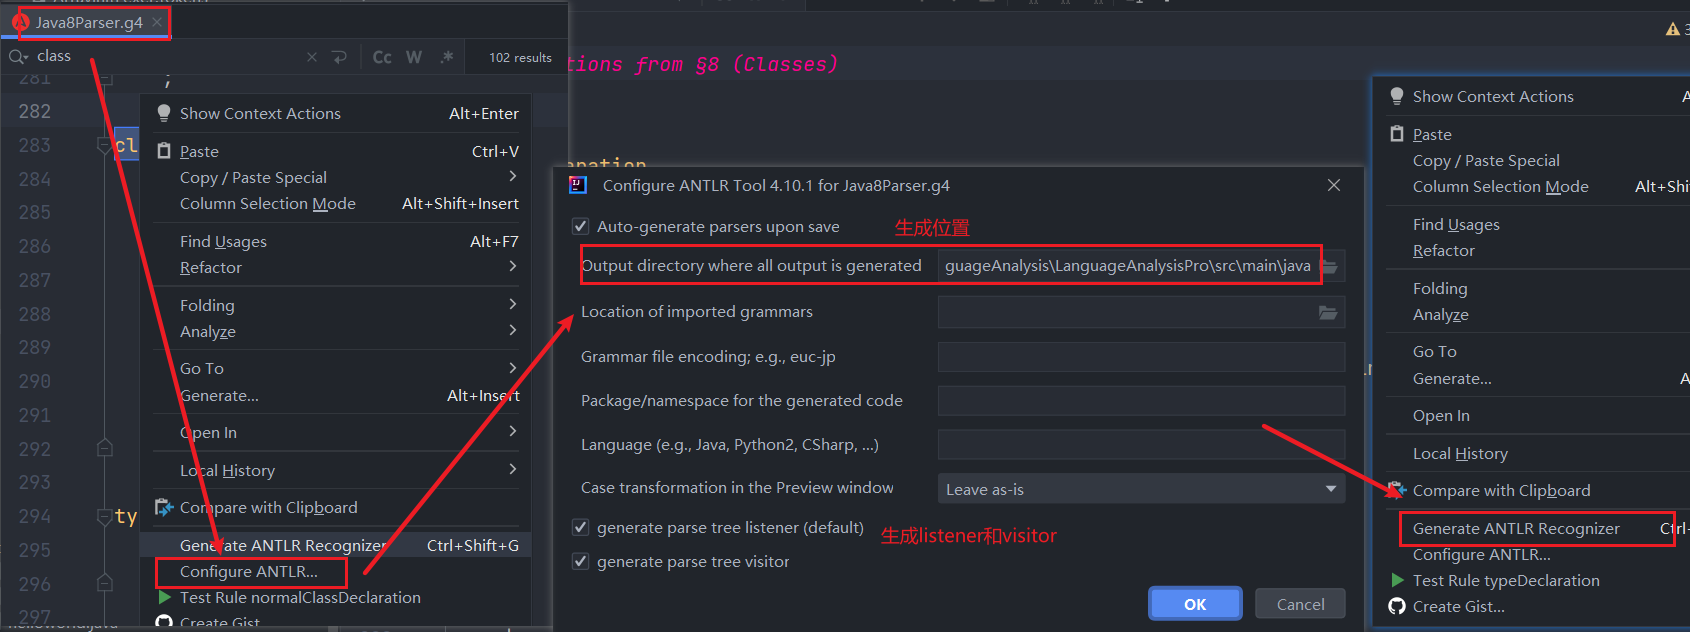 Java8Parser.g4
class
Cc W .*
102 results
tions from §8 (Classes)
281
;
282
283
cl
284
285
286
287
288
289
290
291
292
293
294
ty
295
296
297
Show Context Actions Alt+Enter
Paste Ctrl+V
Copy / Paste Special
Column Selection Mode Alt+Shift+Insert
Find Usages Alt+F7
Refactor
Folding
Analyze
Go To
Generate... Alt+Insert
Open In
Local History
Compare with Clipboard
Generate ANTLR Recognizer Ctrl+Shift+G
Configure ANTLR...
Test Rule normalClassDeclaration
Create Gist...
Configure ANTLR Tool 4.10.1 for Java8Parser.g4
Auto-generate parsers upon save
生成位置
Output directory where all output is generated guageAnalysis\LanguageAnalysisPro\src\main\java
Location of imported grammars
Grammar file encoding; e.g., euc-jp
Package/namespace for the generated code
Language (e.g., Java, Python2, CSharp, ...)
Case transformation in the Preview window Leave as-is
generate parse tree listener (default)
生成listener和visitor
generate parse tree visitor
OK Cancel
Show Context Actions A
Paste
Copy / Paste Special
Column Selection Mode Alt+Shi
Find Usages
Refactor
Folding
Analyze
Go To
Generate... A
Open In
Local History
Compare with Clipboard
Generate ANTLR Recognizer Ctrl
Configure ANTLR...
Test Rule typeDeclaration
Create Gist...